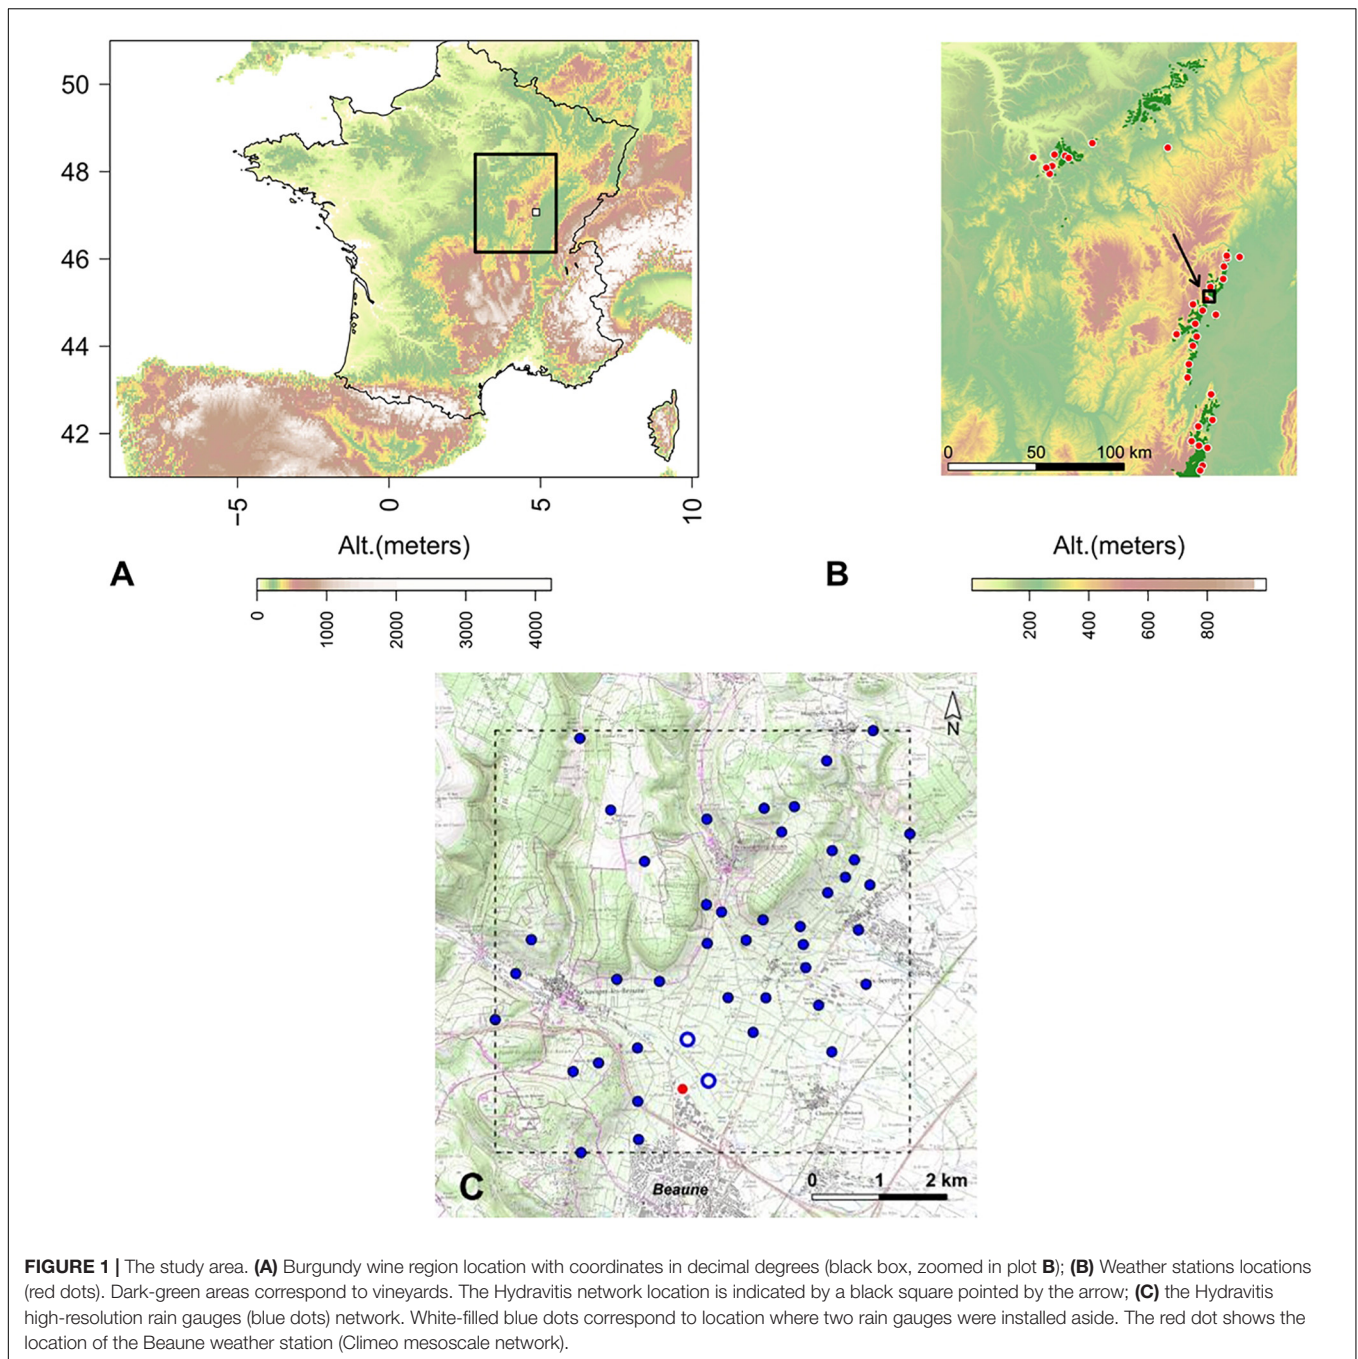 50
48
46
44
42
−5
0
5
10
Alt.(meters)
A
0
1000
2000
3000
4000
0 50 100 km
Alt.(meters)
B
200
400
600
800
N
C
Beaune
0 1 2 km
FIGURE 1 | The study area. (A) Burgundy wine region location with coordinates in decimal degrees (black box, zoomed in plot B); (B) Weather stations locations
(red dots). Dark-green areas correspond to vineyards. The Hydravitis network location is indicated by a black square pointed by the arrow; (C) the Hydravitis
high-resolution rain gauges (blue dots) network. White-filled blue dots correspond to location where two rain gauges were installed aside. The red dot shows the
location of the Beaune weather station (Climeo mesoscale network).